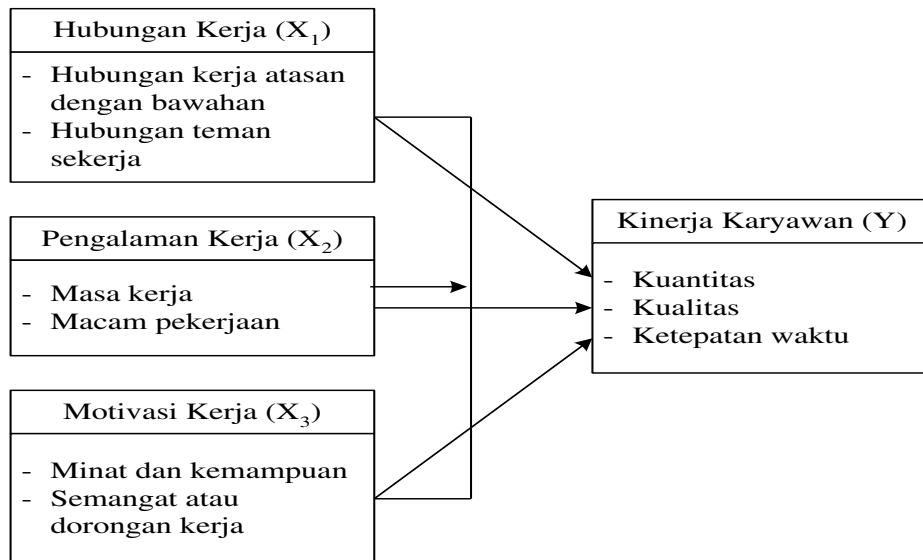 Hubungan Kerja (X₁)
- Hubungan kerja atasan
dengan bawahan
- Hubungan teman
sekerja
Pengalaman Kerja (X₂)
- Masa kerja
- Macam pekerjaan
Motivasi Kerja (X₃)
- Minat dan kemampuan
- Semangat atau
dorongan kerja
Kinerja Karyawan (Y)
- Kuantitas
- Kualitas
- Ketepatan waktu